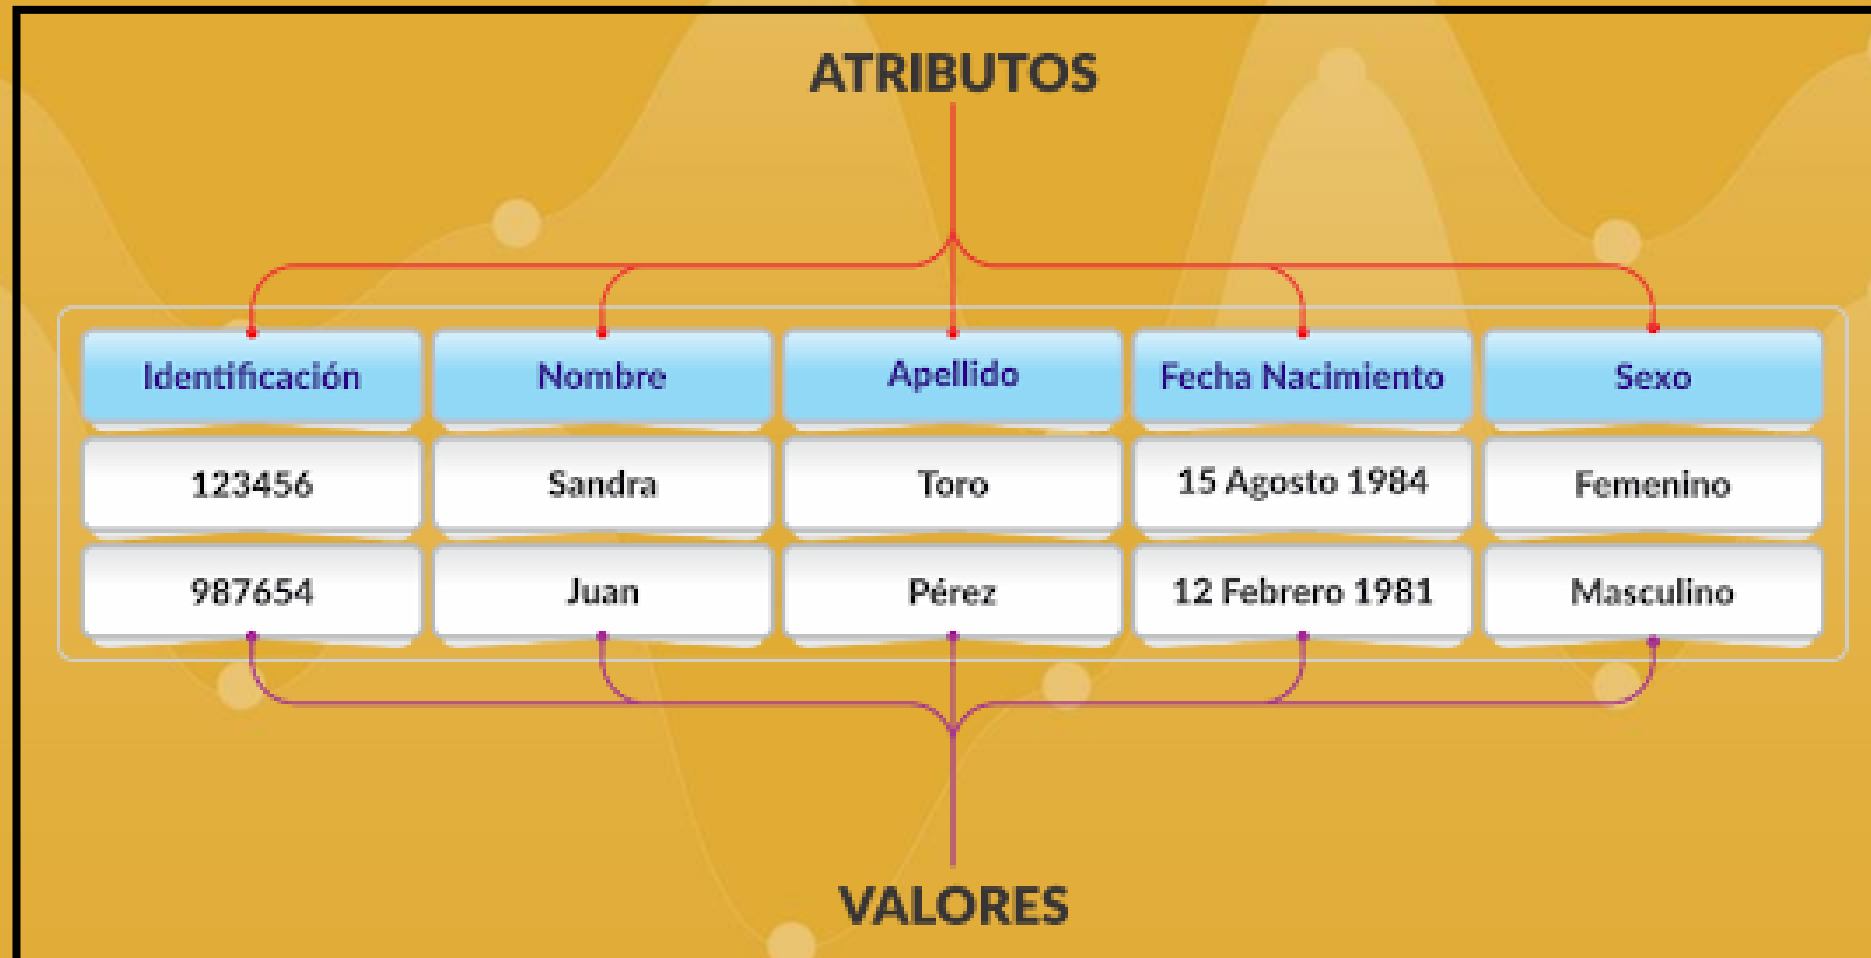 ATRIBUTOS
Identificación Nombre Apellido Fecha Nacimiento Sexo
123456 Sandra Toro 15 Agosto 1984 Femenino
987654 Juan Pérez 12 Febrero 1981 Masculino
VALORES